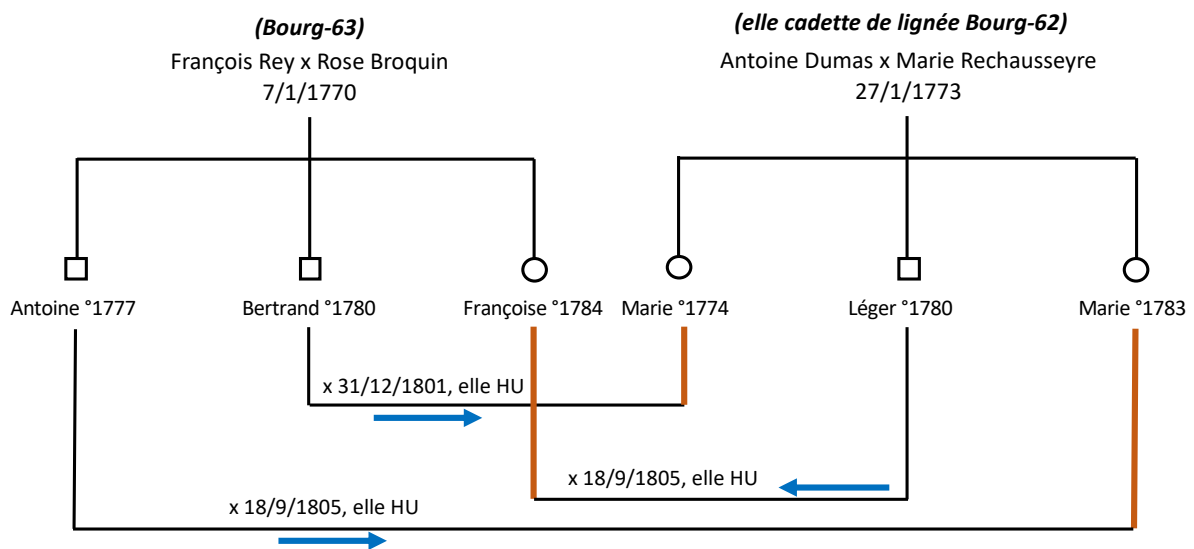 (Bourg-63)
François Rey x Rose Broquin
7/1/1770
(elle cadette de lignée Bourg-62)
Antoine Dumas x Marie Rechausseyre
27/1/1773
Antoine °1777
Bertrand °1780
Françoise °1784
Marie °1774
Léger °1780
Marie °1783
x 31/12/1801, elle HU
x 18/9/1805, elle HU
x 18/9/1805, elle HU